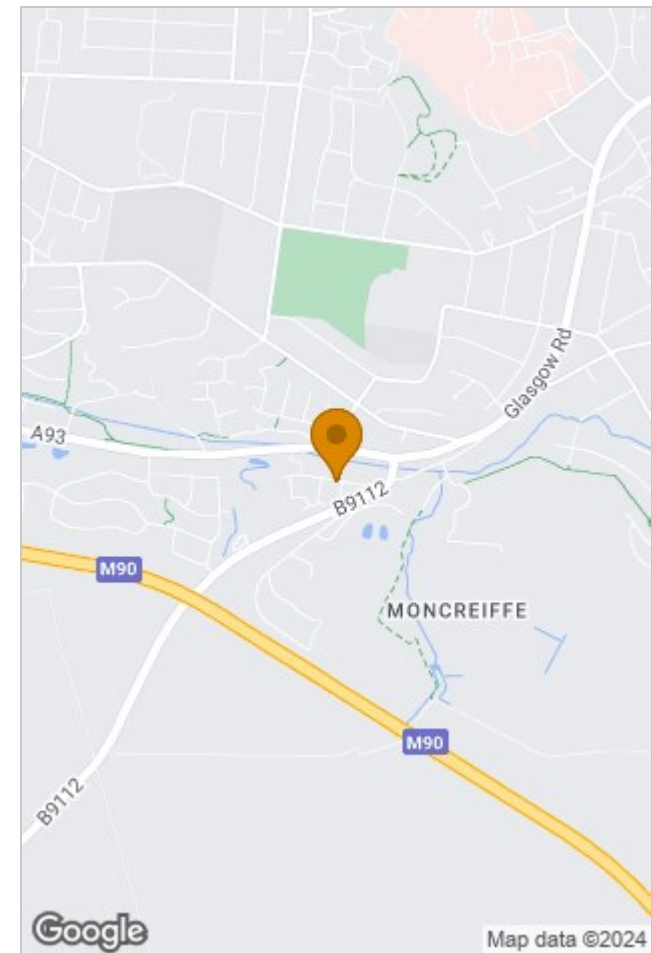 Glasgow Rd
A93
B9112
M90
MONCREIFFE
M90
B9112
Google
Map data ©2024